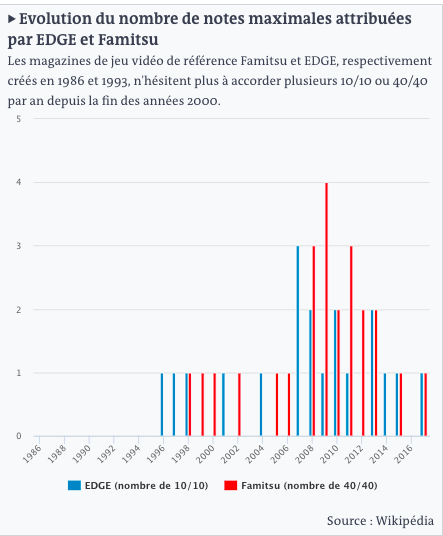 ▶ Evolution du nombre de notes maximales attribuées
par EDGE et Famitsu
Les magazines de jeu vidéo de référence Famitsu et EDGE, respectivement
créés en 1986 et 1993, n'hésitent plus à accorder plusieurs 10/10 ou 40/40
par an depuis la fin des années 2000.
5
4
3
2
1
0
1986 1988 1990 1992 1994 1996 1998 2000 2002 2004 2006 2008 2010 2012 2014 2016
EDGE (nombre de 10/10) Famitsu (nombre de 40/40)
Source : Wikipédia